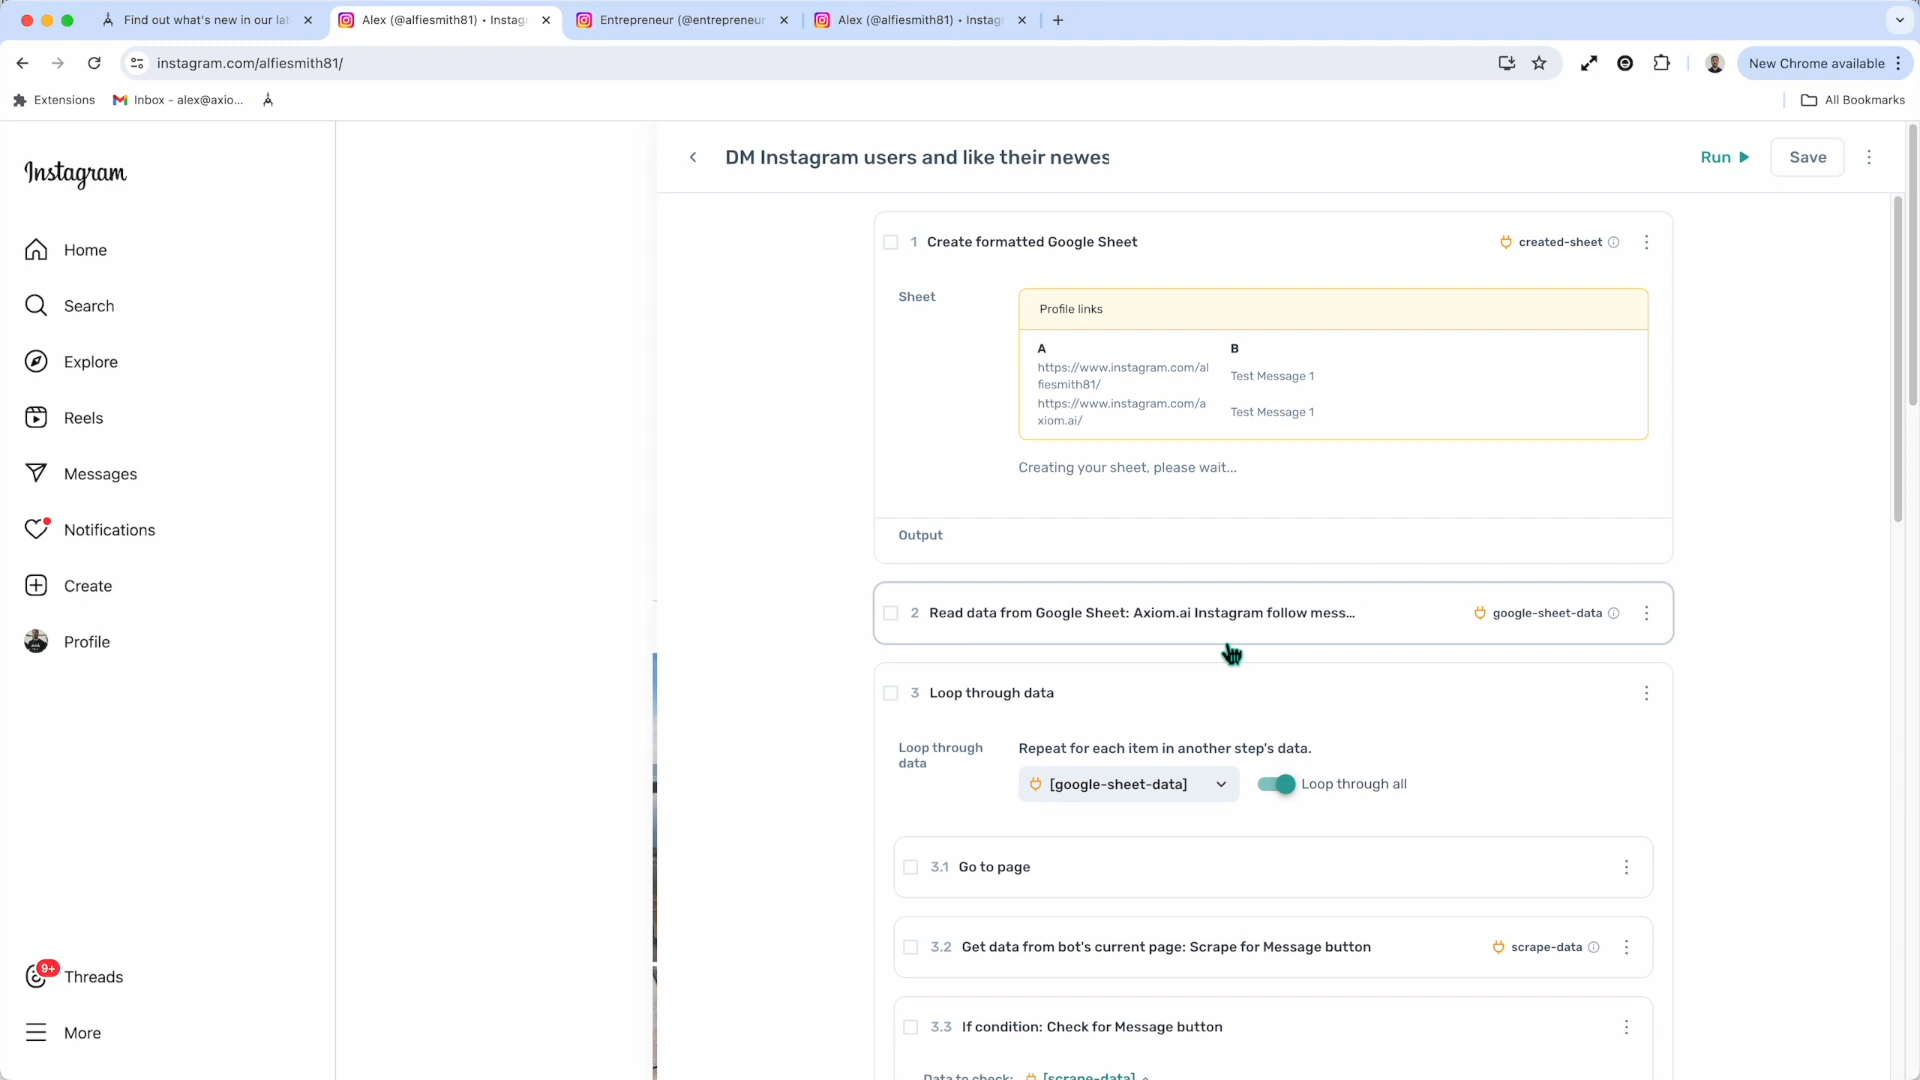 Find out what's new in our lat
Alex (@alfiesmith81) • Instag
Entrepreneur (@entrepreneur
Alex (@alfiesmith81) • Instag
instagram.com/alfiesmith81/
New Chrome available
Extensions
Inbox - alex@axio...
All Bookmarks
Instagram
Home
Search
Explore
Reels
Messages
Notifications
Create
Profile
9+
Threads
More
DM Instagram users and like their newes
Run
Save
1 Create formatted Google Sheet
created-sheet
Sheet
Profile links
A
B
https://www.instagram.com/al
fiesmith81/
Test Message 1
https://www.instagram.com/a
xiom.ai/
Test Message 1
Creating your sheet, please wait...
Output
2 Read data from Google Sheet: Axiom.ai Instagram follow mess...
google-sheet-data
3 Loop through data
Loop through
data
Repeat for each item in another step's data.
[google-sheet-data]
Loop through all
3.1 Go to page
3.2 Get data from bot's current page: Scrape for Message button
scrape-data
3.3 If condition: Check for Message button
Data to check: [scrape-data]